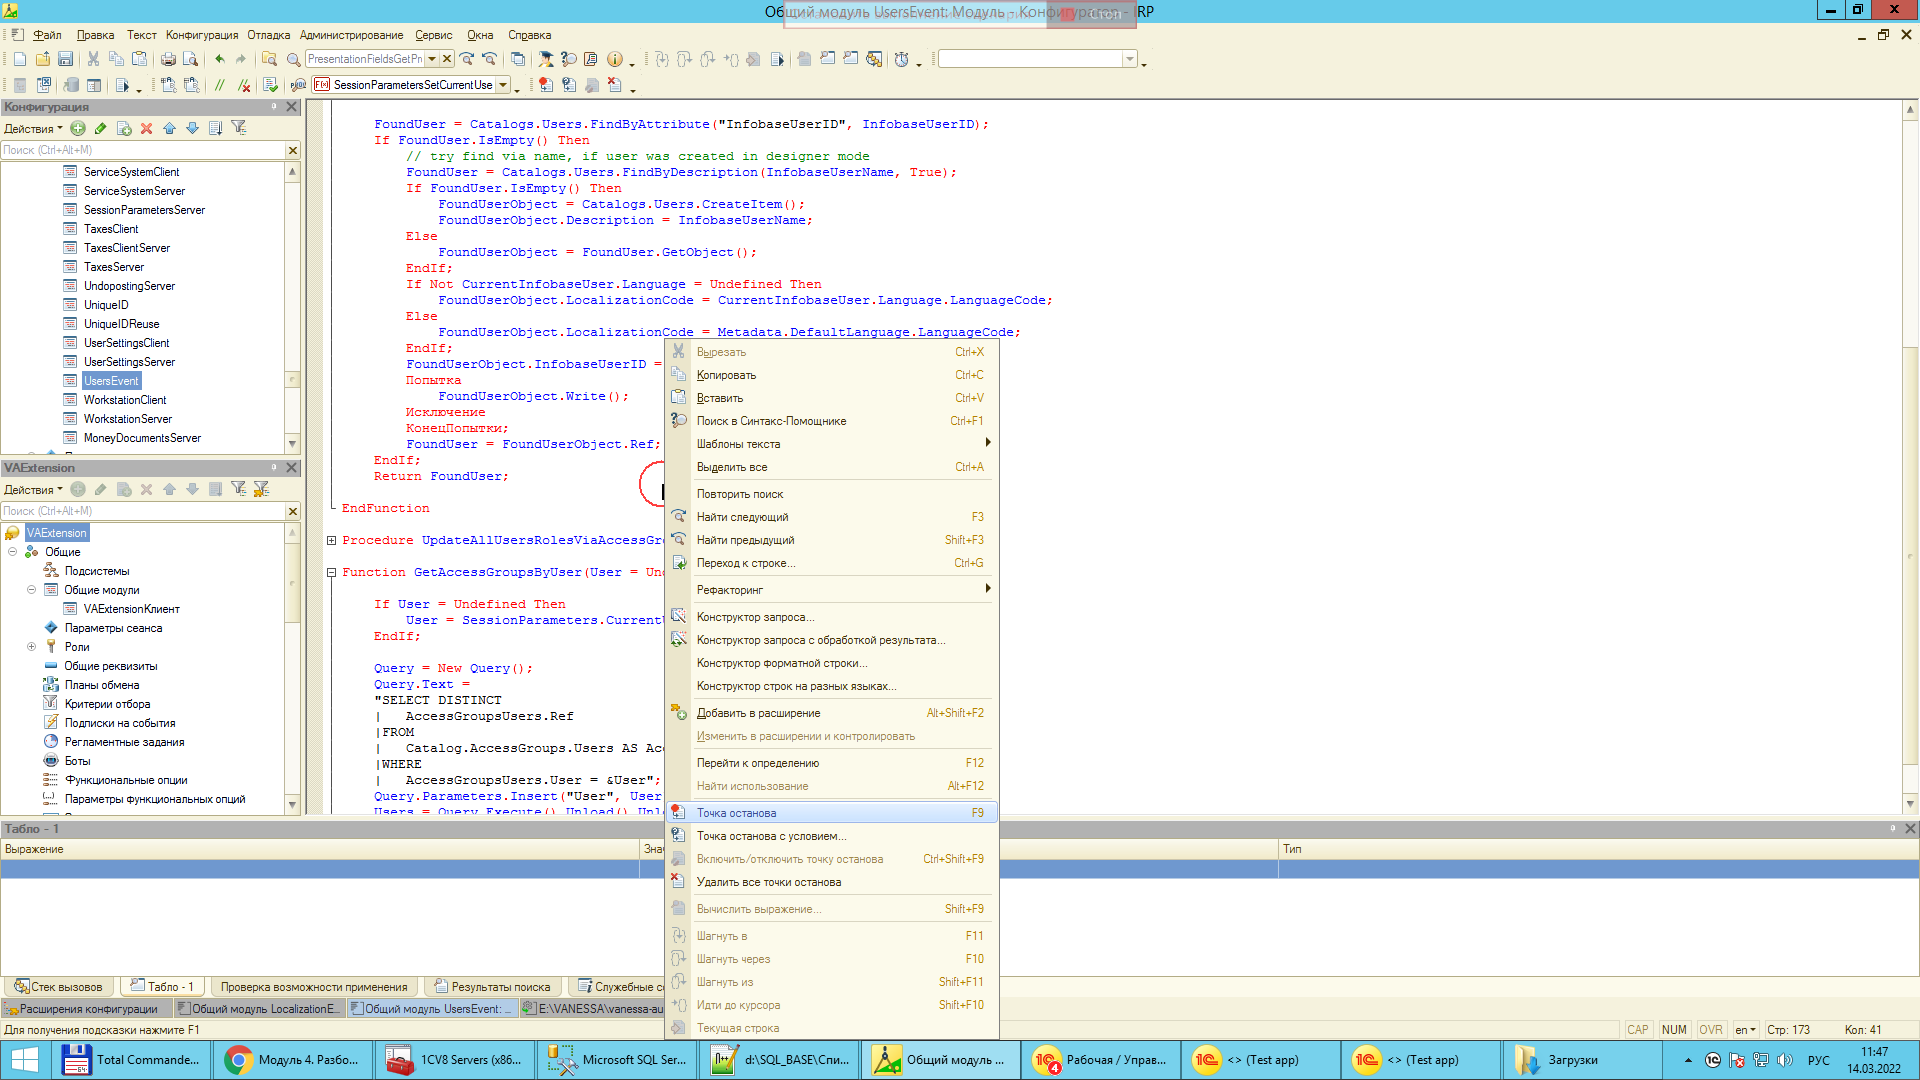 Общий модуль UsersEvent: Модуль - Конфигуратор - IRP
Стоп
Файл Правка Текст Конфигурация Отладка Администрирование Сервис Окна Справка
PresentationFieldsGetPr
SessionParametersSetCurrentUse
Конфигурация
Действия
Поиск (Ctrl+Alt+M)
ServiceSystemClient
ServiceSystemServer
SessionParametersServer
TaxesClient
TaxesClientServer
TaxesServer
UndopostingServer
UniqueID
UniqueIDReuse
UserSettingsClient
UserSettingsServer
UsersEvent
WorkstationClient
WorkstationServer
MoneyDocumentsServer
VAExtension
Действия
Поиск (Ctrl+Alt+M)
VAExtension
Общие
Подсистемы
Общие модули
VAExtensionКлиент
Параметры сеанса
Роли
Общие реквизиты
Планы обмена
Критерии отбора
Подписки на события
Регламентные задания
Боты
Функциональные опции
Параметры функциональных опций
FoundUser = Catalogs.Users.FindByAttribute("InfobaseUserID", InfobaseUserID);
If FoundUser.IsEmpty() Then
// try find via name, if user was created in designer mode
FoundUser = Catalogs.Users.FindByDescription(InfobaseUserName, True);
If FoundUser.IsEmpty() Then
FoundUserObject = Catalogs.Users.CreateItem();
FoundUserObject.Description = InfobaseUserName;
Else
FoundUserObject = FoundUser.GetObject();
EndIf;
If Not CurrentInfobaseUser.Language = Undefined Then
FoundUserObject.LocalizationCode = CurrentInfobaseUser.Language.LanguageCode;
Else
FoundUserObject.LocalizationCode = Metadata.DefaultLanguage.LanguageCode;
EndIf;
FoundUserObject.InfobaseUserID =
Попытка
FoundUserObject.Write();
Исключение
КонецПопытки;
FoundUser = FoundUserObject.Ref;
EndIf;
Return FoundUser;
EndFunction
Procedure UpdateAllUsersRolesViaAccessGr
Function GetAccessGroupsByUser(User = Un
If User = Undefined Then
User = SessionParameters.Current
EndIf;
Query = New Query();
Query.Text =
"SELECT DISTINCT
| AccessGroupsUsers.Ref
|FROM
| Catalog.AccessGroups.Users AS Acc
|WHERE
| AccessGroupsUsers.User = &User";
Query.Parameters.Insert("User", User
Users = Query.Execute().Unload().Unl
Вырезать Ctrl+X
Копировать Ctrl+C
Вставить Ctrl+V
Поиск в Синтакс-Помощнике Ctrl+F1
Шаблоны текста
Выделить все Ctrl+A
Повторить поиск
Найти следующий F3
Найти предыдущий Shift+F3
Переход к строке... Ctrl+G
Рефакторинг
Конструктор запроса...
Конструктор запроса с обработкой результата...
Конструктор форматной строки...
Конструктор строк на разных языках...
Добавить в расширение Alt+Shift+F2
Изменить в расширении и контролировать
Перейти к определению F12
Найти использование Alt+F12
Точка останова F9
Точка останова с условием...
Включить/отключить точку останова Ctrl+Shift+F9
Удалить все точки останова
Вычислить выражение... Shift+F9
Шагнуть в F11
Шагнуть через F10
Шагнуть из Shift+F11
Идти до курсора Shift+F10
Текущая строка
Табло - 1
Выражение Знач Тип
Стек вызовов Табло - 1 Проверка возможности применения Результаты поиска Служебные со
Расширения конфигурации Общий модуль LocalizationE... Общий модуль UsersEvent: ... E:\VANESSA\vanessa-au
Для получения подсказки нажмите F1 CAP NUM OVR en Стр: 173 Кол: 41
Total Commande... Модуль 4. Разбо... 1CV8 Servers (x86... Microsoft SQL Ser... d:\SQL_BASE\Спи... Общий модуль ... Рабочая / Управ... <> (Test app) <> (Test app) Загрузки РУС 11:47
14.03.2022